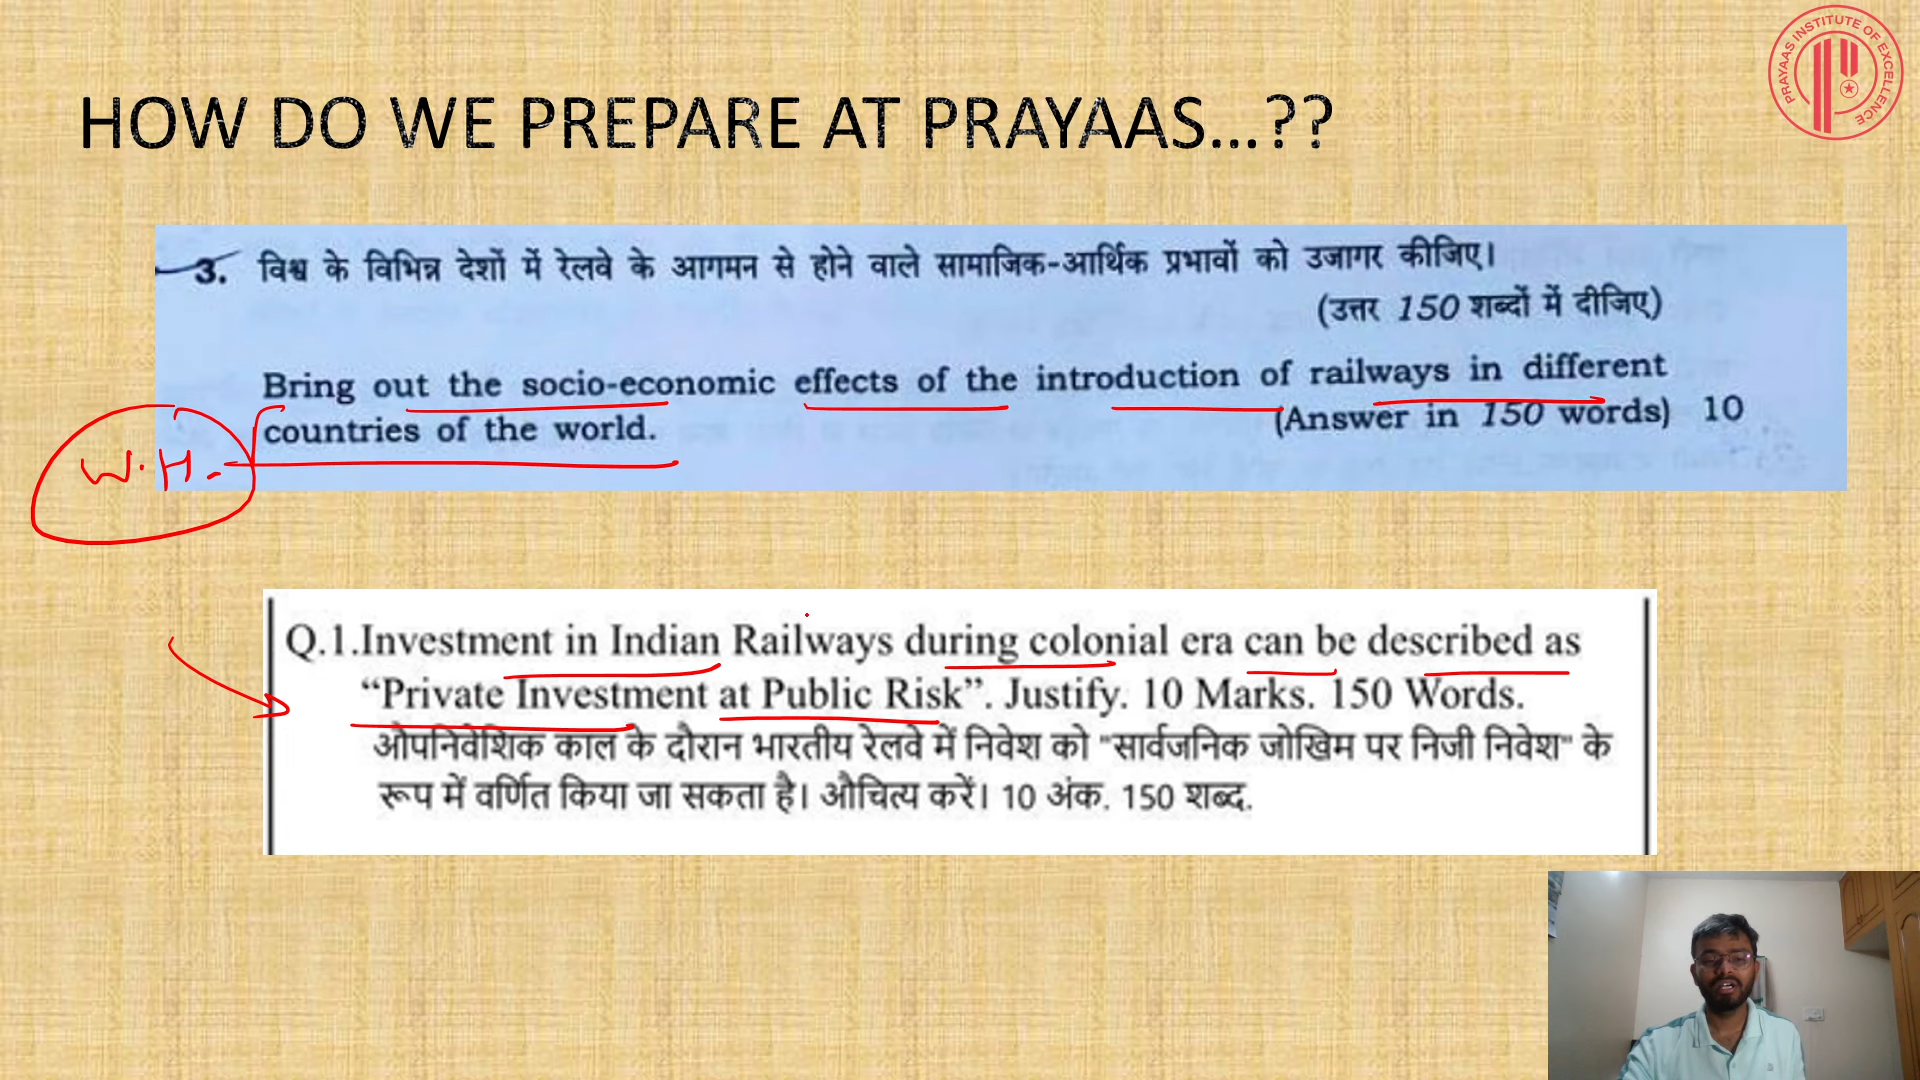 HOW DO WE PREPARE AT PRAYAAS...??
PRAYAAS INSTITUTE OF EXCELLENCE
3. विश्व के विभिन्न देशों में रेलवे के आगमन से होने वाले सामाजिक-आर्थिक प्रभावों को उजागर कीजिए।
(उत्तर 150 शब्दों में दीजिए)
Bring out the socio-economic effects of the introduction of railways in different
countries of the world.
(Answer in 150 words) 10
W.H.
Q.1.Investment in Indian Railways during colonial era can be described as
“Private Investment at Public Risk”. Justify. 10 Marks. 150 Words.
औपनिवेशिक काल के दौरान भारतीय रेलवे में निवेश को "सार्वजनिक जोखिम पर निजी निवेश" के
रूप में वर्णित किया जा सकता है। औचित्य करें। 10 अंक. 150 शब्द.